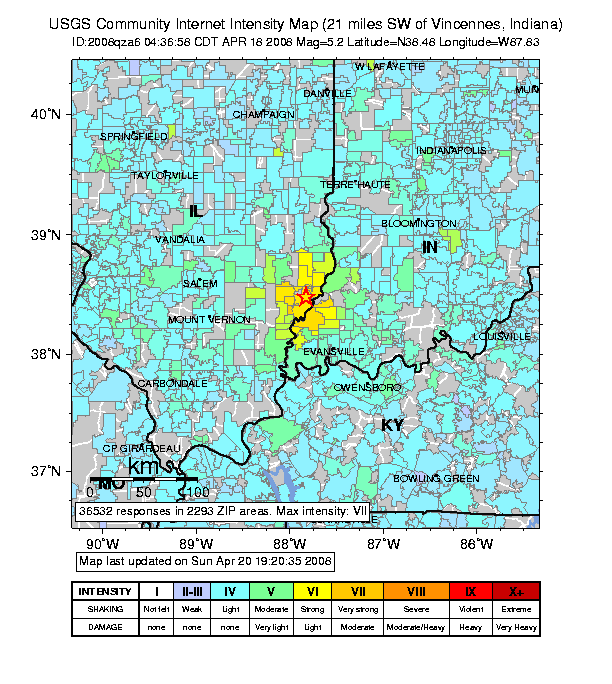 USGS Community Internet Intensity Map (21 miles SW of Vincennes, Indiana)
ID:2008qza6 04:36:58 CDT APR 18 2008 Mag=5.2 Latitude=N38.48 Longitude=W87.83
W LAFAYETTE
40°N
DANVILLE
MUN
CHAMPAIGN
SPRINGFIELD
INDIANAPOLIS
TAYLORVILLE
TERRE HAUTE
IL
BLOOMINGTON
39°N
VANDALIA
IN
SALEM
MOUNT VERNON
LOUISVILLE
38°N
EVANSVILLE
CARBONDALE
OWENSBORO
KY
CP GIRARDEAU
km
37°N
BOWLING GREEN
MO
0 50 100
36532 responses in 2293 ZIP areas. Max intensity: VII
90°W 89°W 88°W 87°W 86°W
Map last updated on Sun Apr 20 19:20:35 2008
INTENSITY I II-III IV V VI VII VIII IX X+
SHAKING Not felt Weak Light Moderate Strong Very strong Severe Violent Extreme
DAMAGE none none none Very light Light Moderate Moderate/Heavy Heavy Very Heavy